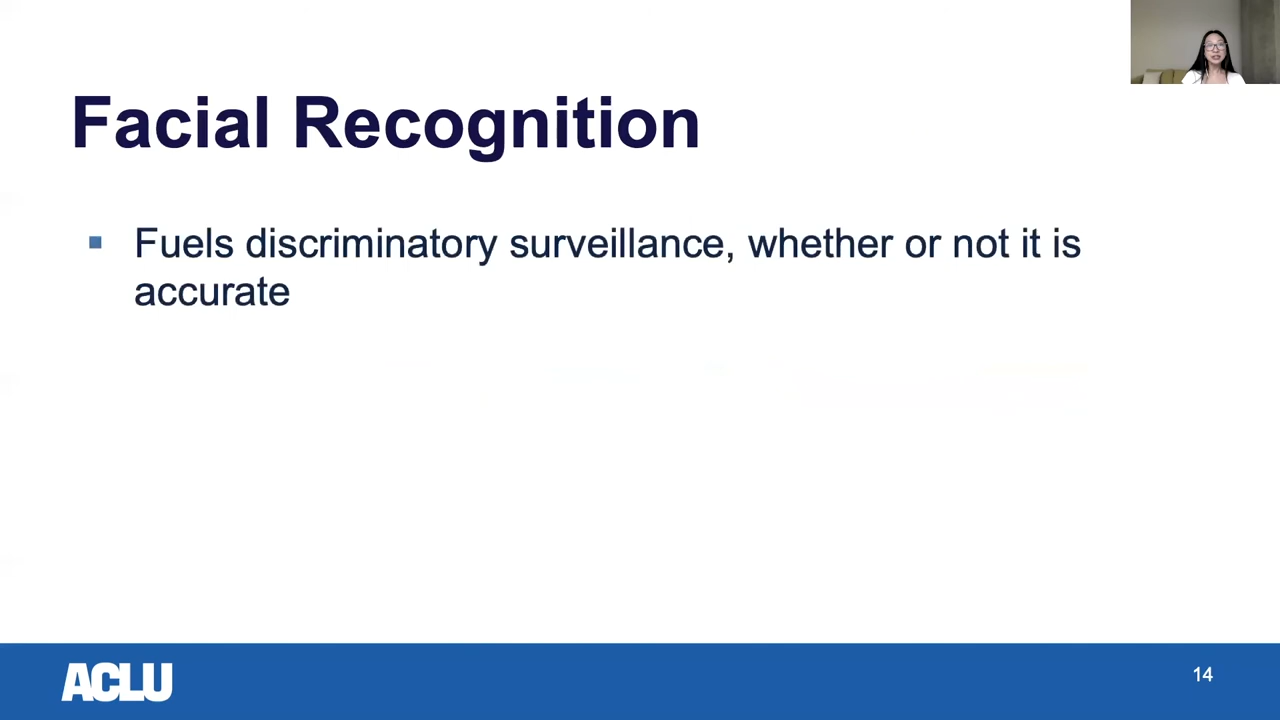 Facial Recognition
Fuels discriminatory surveillance, whether or not it is
accurate
ACLU
14